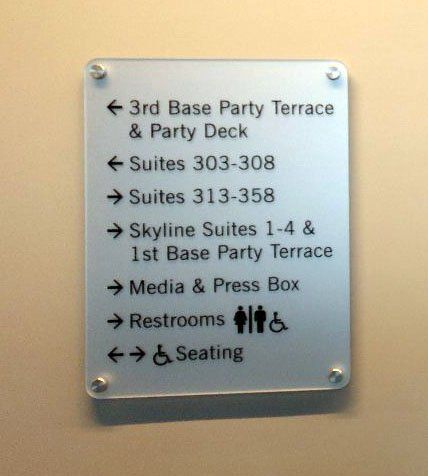 ← 3rd Base Party Terrace
& Party Deck
← Suites 303-308
→ Suites 313-358
→ Skyline Suites 1-4 &
1st Base Party Terrace
→ Media & Press Box
→ Restrooms
← → Seating